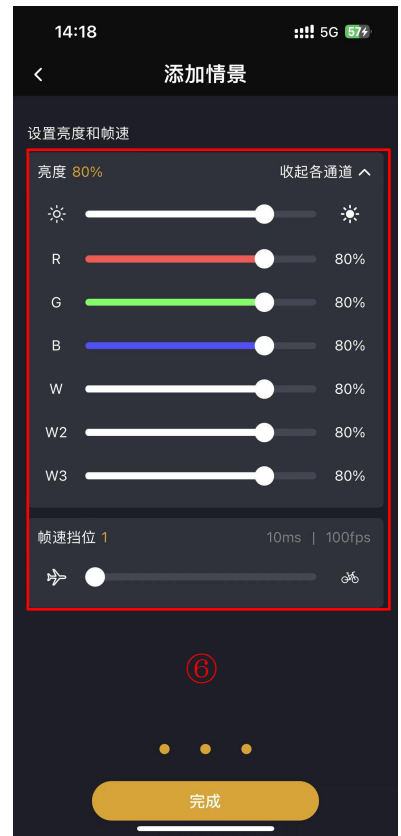 14:18 5G 57
添加情景
设置亮度和帧速
亮度 80% 收起各通道
R 80%
G 80%
B 80%
W 80%
W2 80%
W3 80%
帧速挡位 1 10ms | 100fps
⑥
完成